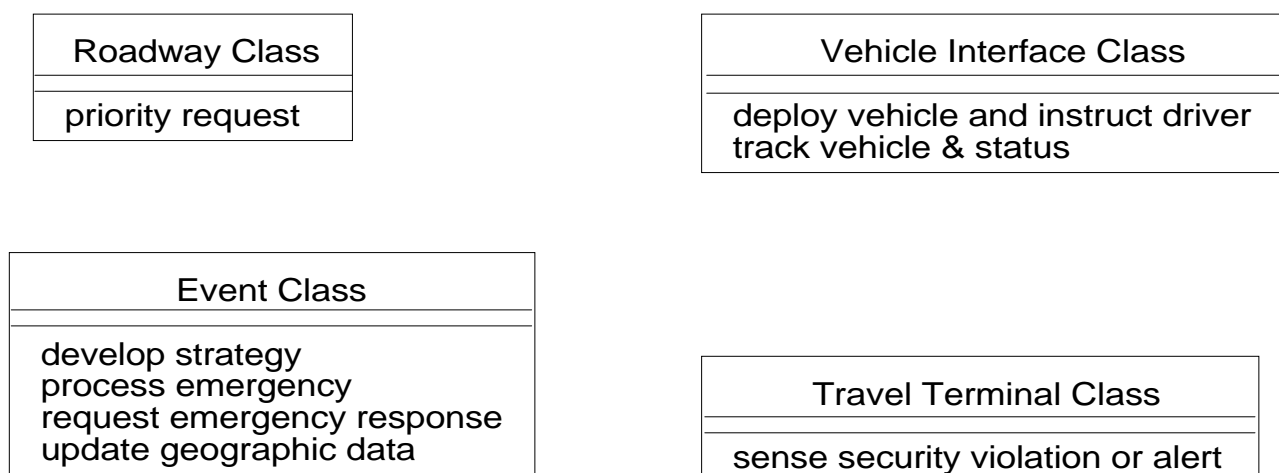 Roadway Class
priority request
Vehicle Interface Class
deploy vehicle and instruct driver
track vehicle & status
Event Class
develop strategy
process emergency
request emergency response
update geographic data
Travel Terminal Class
sense security violation or alert